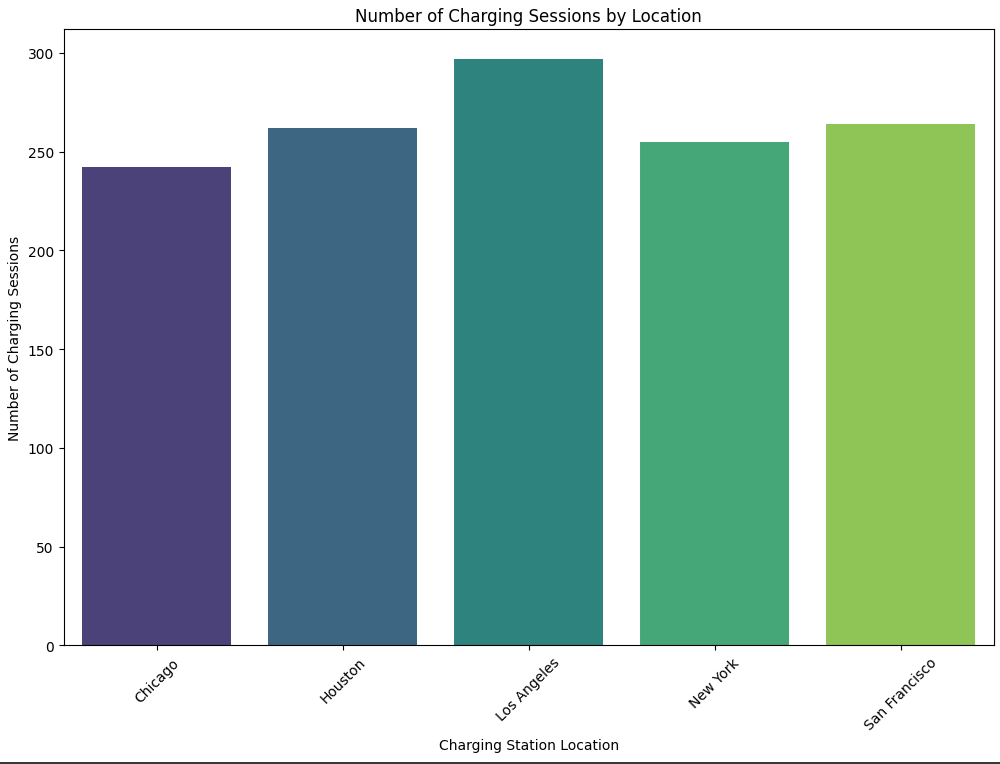 Number of Charging Sessions by Location
Number of Charging Sessions
300
250
200
150
100
50
0
Chicago
Houston
Los Angeles
New York
San Francisco
Charging Station Location